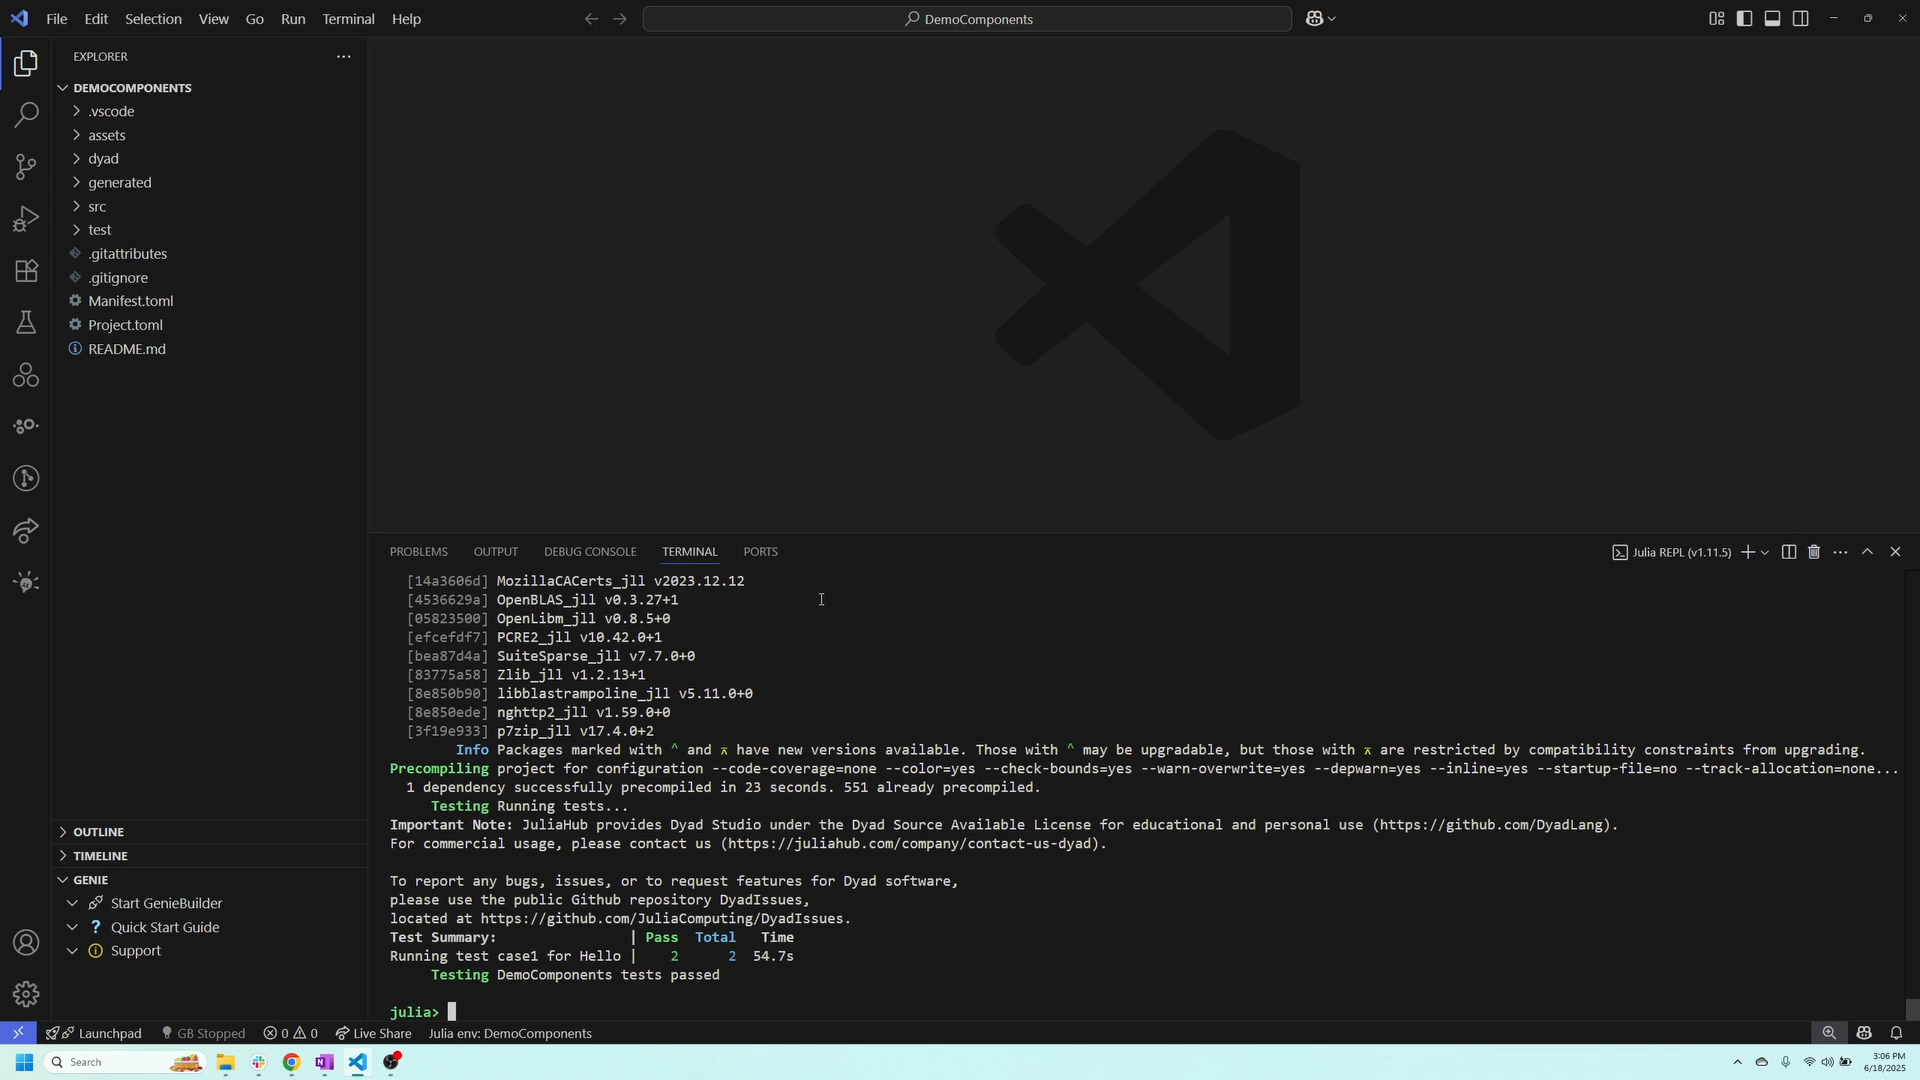 File Edit Selection View Go Run Terminal Help
DemoComponents
EXPLORER
DEMOCOMPONENTS
.vscode
assets
dyad
generated
src
test
.gitattributes
.gitignore
Manifest.toml
Project.toml
README.md
OUTLINE
TIMELINE
GENIE
Start GenieBuilder
Quick Start Guide
Support
PROBLEMS OUTPUT DEBUG CONSOLE TERMINAL PORTS
Julia REPL (v1.11.5)
[14a3606d] MozillaCACerts_jll v2023.12.12
[4536629a] OpenBLAS_jll v0.3.27+1
[05823500] OpenLibm_jll v0.8.5+0
[efcefdf7] PCRE2_jll v10.42.0+1
[bea87d4a] SuiteSparse_jll v7.7.0+0
[83775a58] Zlib_jll v1.2.13+1
[8e850b90] libblastrampoline_jll v5.11.0+0
[8e850ede] nghttp2_jll v1.59.0+0
[3f19e933] p7zip_jll v17.4.0+2
Info Packages marked with ^ and ⌅ have new versions available. Those with ^ may be upgradable, but those with ⌅ are restricted by compatibility constraints from upgrading.
Precompiling project for configuration --code-coverage=none --color=yes --check-bounds=yes --warn-overwrite=yes --depwarn=yes --inline=yes --startup-file=no --track-allocation=none...
1 dependency successfully precompiled in 23 seconds. 551 already precompiled.
Testing Running tests...
Important Note: JuliaHub provides Dyad Studio under the Dyad Source Available License for educational and personal use (https://github.com/DyadLang).
For commercial usage, please contact us (https://juliahub.com/company/contact-us-dyad).
To report any bugs, issues, or to request features for Dyad software,
please use the public Github repository DyadIssues,
located at https://github.com/JuliaComputing/DyadIssues.
Test Summary: | Pass Total Time
Running test case1 for Hello | 2 2 54.7s
Testing DemoComponents tests passed
julia>
Launchpad GB Stopped 0 0 Live Share Julia env: DemoComponents
Search
3:06 PM
6/18/2025